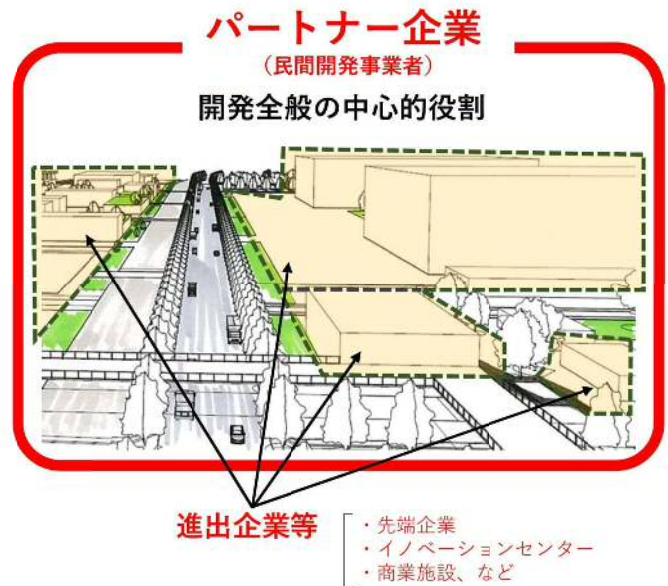 パートナー企業
（民間開発事業者）
開発全般の中心的役割
進出企業等
・先端企業
・イノベーションセンター
・商業施設、など